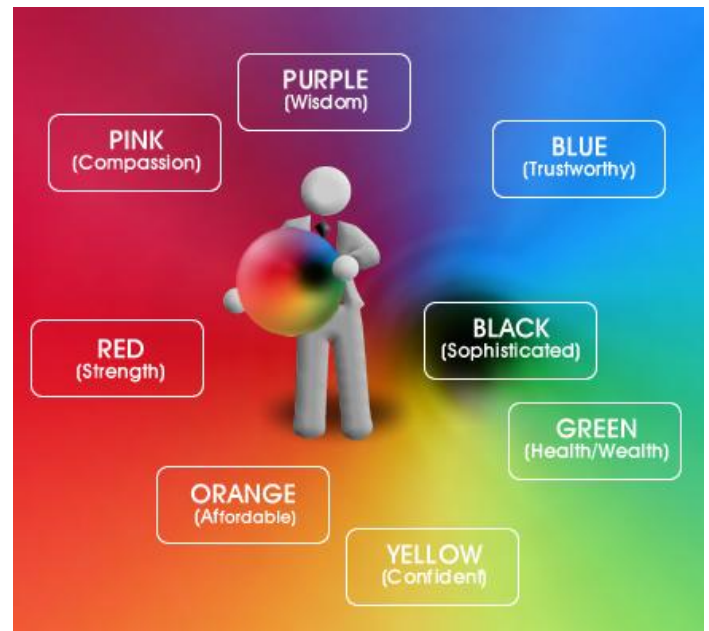 PURPLE
(Wisdom)
PINK
(Compassion)
BLUE
(Trustworthy)
BLACK
(Sophisticated)
RED
(Strength)
GREEN
(Health/Wealth)
ORANGE
(Affordable)
YELLOW
(Confident)